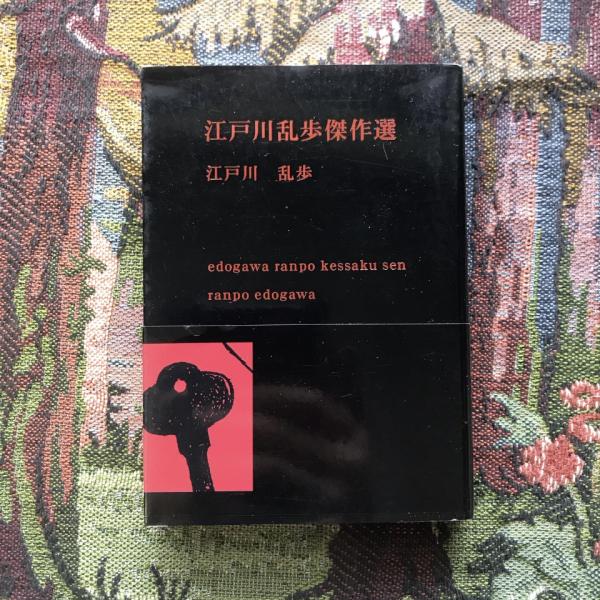 江戸川乱歩傑作選
江戸川 乱歩
edogawa ranpo kessaku sen
ranpo edogawa